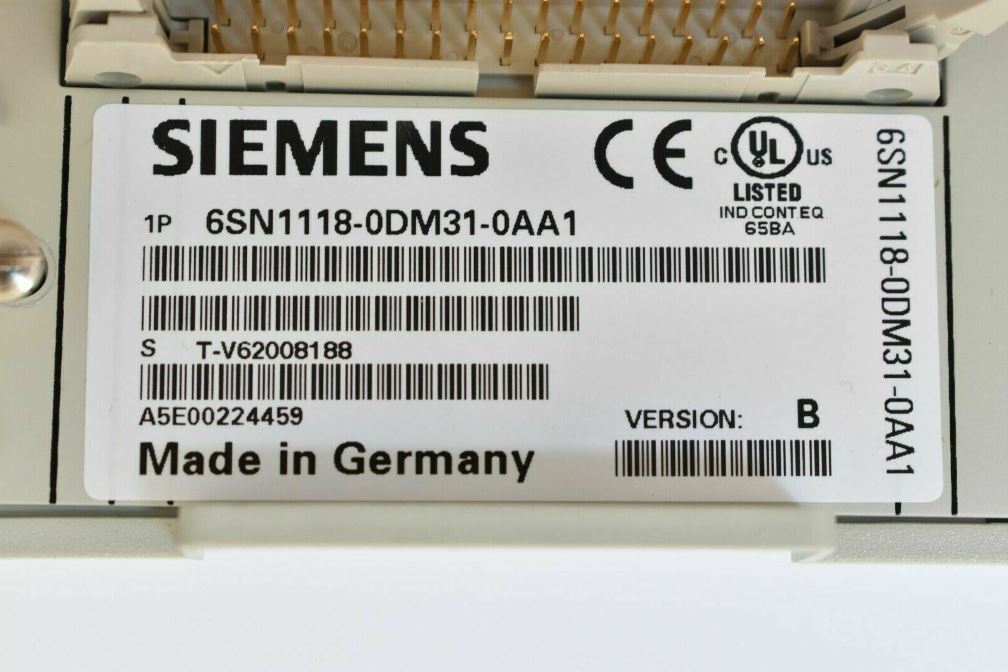 SIEMENS
CE
C UL US
LISTED
IND CONT EQ
65BA
1P 6SN1118-0DM31-0AA1
S T-V62008188
A5E00224459
VERSION: B
Made in Germany
6SN1118-0DM31-0AA1